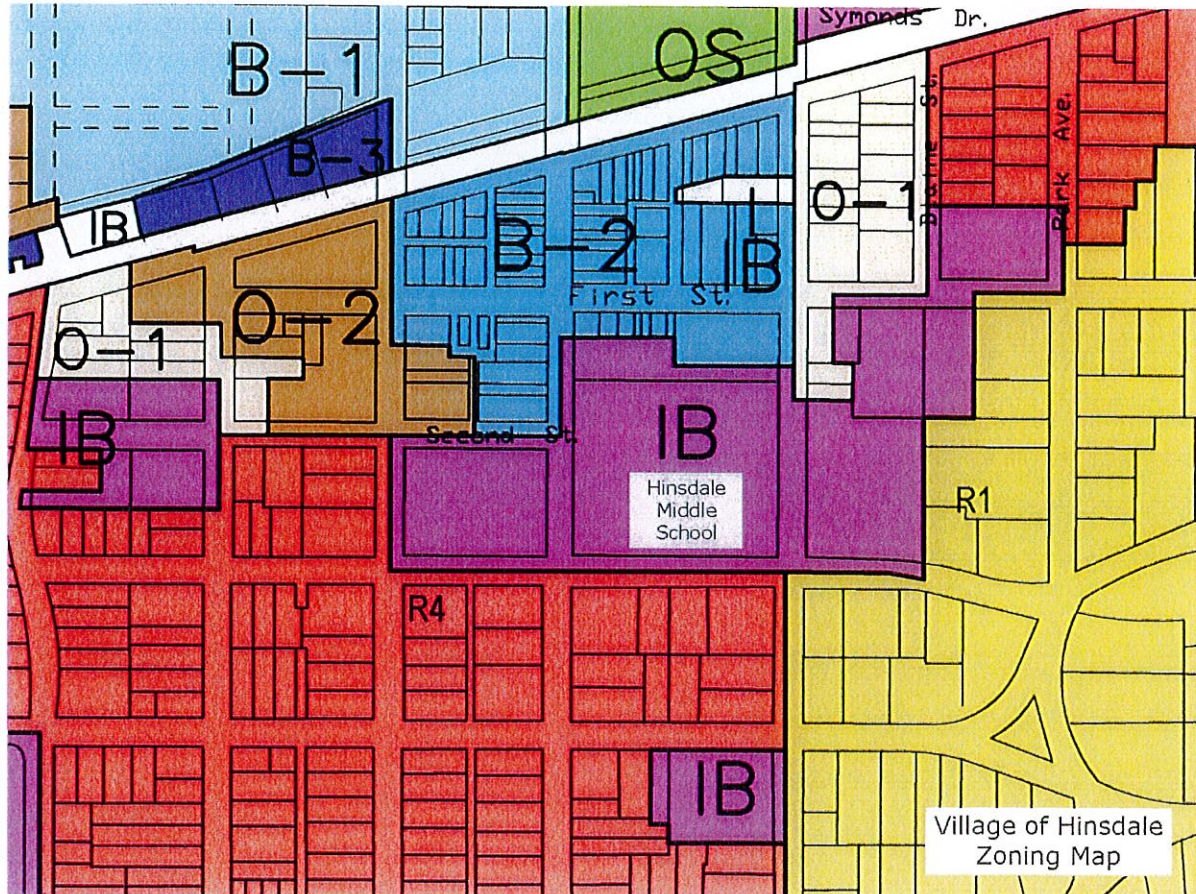 Symonds Dr.
B-1
OS
B-3
Blaine St.
Park Ave.
IB
O-1
B-2
IB
First St.
O-2
O-1
IB
Second St.
IB
Hinsdale
Middle
School
R1
R4
IB
Village of Hinsdale
Zoning Map